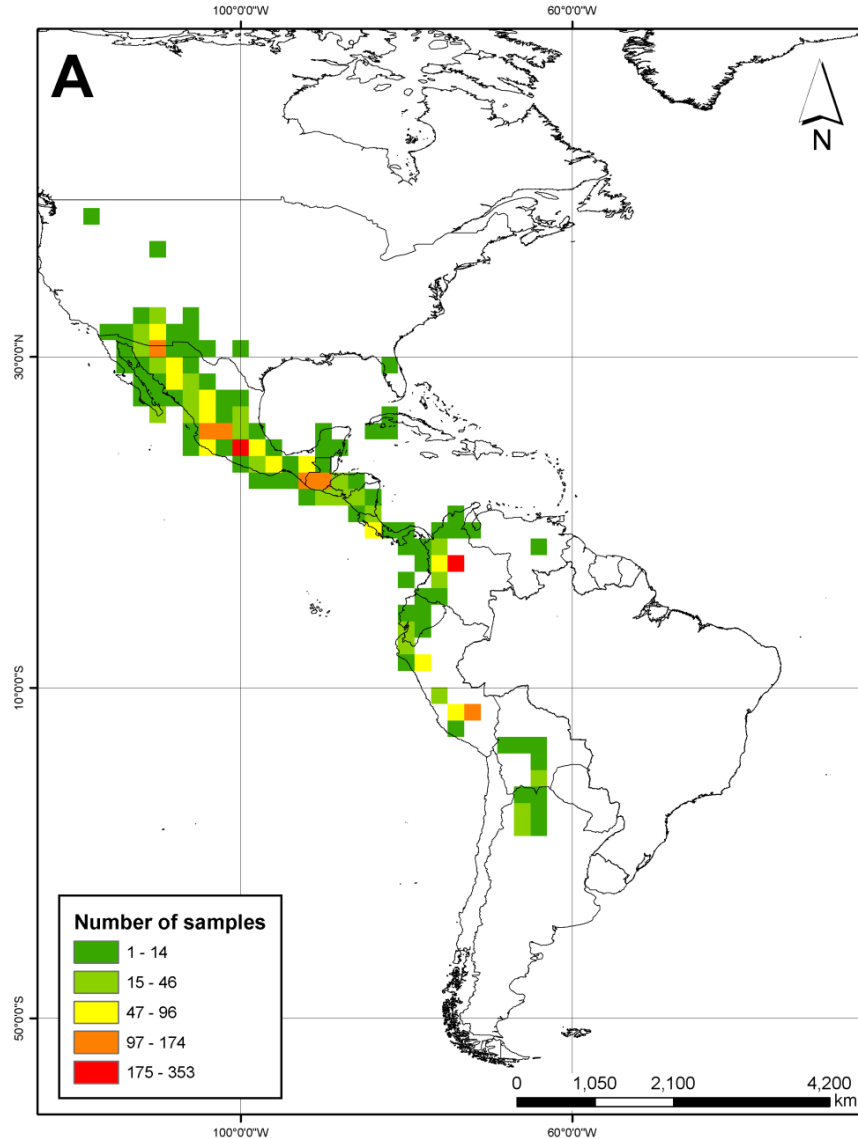 100°0'0"W
60°0'0"W
A
N
30°0'0"N
10°0'0"S
50°0'0"S
Number of samples
1 - 14
15 - 46
47 - 96
97 - 174
175 - 353
0 1,050 2,100 4,200
km
100°0'0"W
60°0'0"W